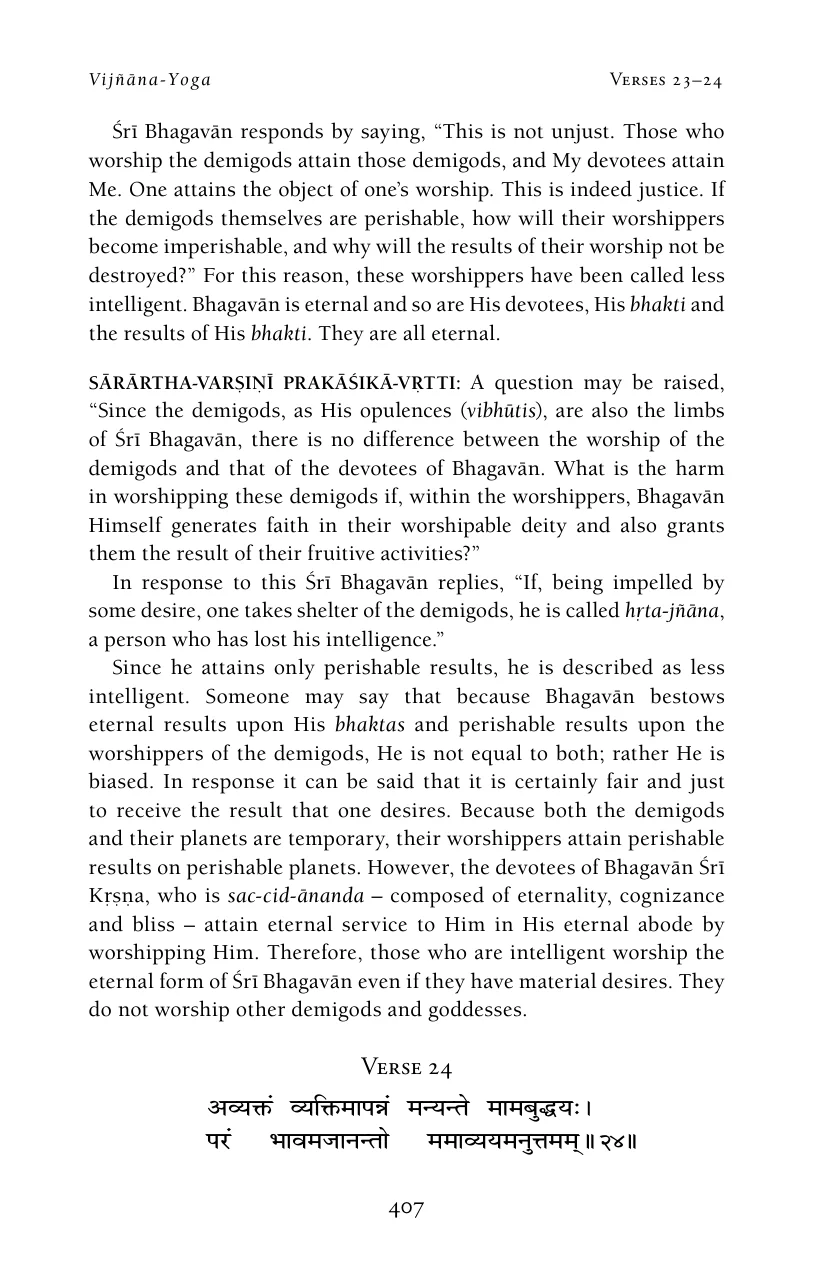 Vijñāna-Yoga Verses 23–24
Śrī Bhagavān responds by saying, “This is not unjust. Those who
worship the demigods attain those demigods, and My devotees attain
Me. One attains the object of one’s worship. This is indeed justice. If
the demigods themselves are perishable, how will their worshippers
become imperishable, and why will the results of their worship not be
destroyed?” For this reason, these worshippers have been called less
intelligent. Bhagavān is eternal and so are His devotees, His bhakti and
the results of His bhakti. They are all eternal.
SĀRĀRTHA-VARṢIṆĪ PRAKĀŚIKĀ-VṚTTI: A question may be raised,
“Since the demigods, as His opulences (vibhūtis), are also the limbs
of Śrī Bhagavān, there is no difference between the worship of the
demigods and that of the devotees of Bhagavān. What is the harm
in worshipping these demigods if, within the worshippers, Bhagavān
Himself generates faith in their worshipable deity and also grants
them the result of their fruitive activities?”
In response to this Śrī Bhagavān replies, “If, being impelled by
some desire, one takes shelter of the demigods, he is called hṛta-jñāna,
a person who has lost his intelligence.”
Since he attains only perishable results, he is described as less
intelligent. Someone may say that because Bhagavān bestows
eternal results upon His bhaktas and perishable results upon the
worshippers of the demigods, He is not equal to both; rather He is
biased. In response it can be said that it is certainly fair and just
to receive the result that one desires. Because both the demigods
and their planets are temporary, their worshippers attain perishable
results on perishable planets. However, the devotees of Bhagavān Śrī
Kṛṣṇa, who is sac-cid-ānanda – composed of eternality, cognizance
and bliss – attain eternal service to Him in His eternal abode by
worshipping Him. Therefore, those who are intelligent worship the
eternal form of Śrī Bhagavān even if they have material desires. They
do not worship other demigods and goddesses.
Verse 24
अव्यक्तं व्यक्तिमापन्नं मन्यन्ते मामबुद्धयः।
परं भावमजानन्तो ममाव्ययमनुत्तमम्॥२४॥
407